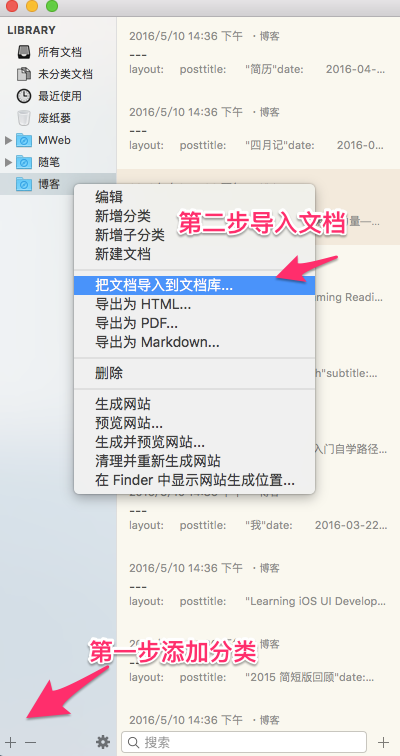 LIBRARY
所有文档
未分类文档
最近使用
废纸篓
MWeb
随笔
博客
2016/5/10 14:36 下午 · 博客
---
layout: posttitle: "简历"date: 2016-04-...
2016/5/10 14:36 下午 · 博客
---
layout: posttitle: "四月记"date: 2016-0...
编辑
新增分类
新增子分类
新建文档
第二步导入文档
量—...
把文档导入到文档库...
导出为 HTML...
导出为 PDF...
导出为 Markdown...
ming Readi...
删除
h"subtitle:...
生成网站
预览网站...
生成并预览网站...
清理并重新生成网站
在 Finder 中显示网站生成位置...
入门自学路径...
2016/5/10 14:36 下午 · 博客
---
layout: posttitle: "我"date: 2016-03-22...
2016/5/10 14:36 下午 · 博客
---
layout: posttitle: "Learning iOS UI Develop...
2016/5/10 14:36 下午 · 博客
---
layout: posttitle: "2015 简短版回顾"date:...
第一步添加分类
2016/5/10 14:36 下午 · 博客
搜索